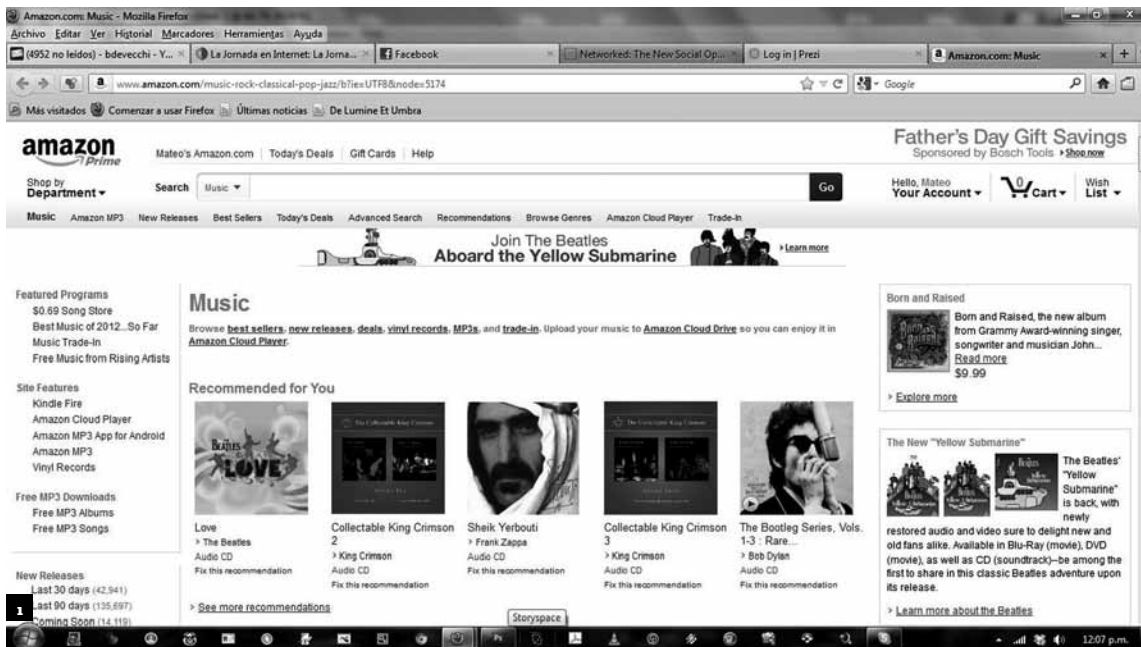 Amazon.com: Music - Mozilla Firefox
Archivo Editar Ver Historial Marcadores Herramientas Ayuda
(4952 no leídos) - bdevecchi - Y...
La Jornada en Internet: La Jorna...
Facebook
Networked: The New Social Op...
Log in | Prezi
Amazon.com: Music
www.amazon.com/music-rock-classical-pop-jazz/b?ie=UTF8&node=5174
Google
Más visitados Comenzar a usar Firefox Últimas noticias De Lumine Et Umbra
amazon
Prime
Mateo's Amazon.com Today's Deals Gift Cards Help
Father's Day Gift Savings
Sponsored by Bosch Tools Shop now
Shop by
Department
Search Music Go
Hello, Mateo
Your Account
0
Cart
Wish
List
Music Amazon MP3 New Releases Best Sellers Today's Deals Advanced Search Recommendations Browse Genres Amazon Cloud Player Trade-In
Join The Beatles
Aboard the Yellow Submarine
Learn more
Featured Programs
$0.69 Song Store
Best Music of 2012...So Far
Music Trade-In
Free Music from Rising Artists
Site Features
Kindle Fire
Amazon Cloud Player
Amazon MP3 App for Android
Amazon MP3
Vinyl Records
Free MP3 Downloads
Free MP3 Albums
Free MP3 Songs
New Releases
Last 30 days (42,941)
Last 90 days (135,697)
Coming Soon (14,119)
Music
Browse best sellers, new releases, deals, vinyl records, MP3s, and trade-in. Upload your music to Amazon Cloud Drive so you can enjoy it in
Amazon Cloud Player.
Recommended for You
BEATLES
LOVE
Love
> The Beatles
Audio CD
Fix this recommendation
The Collectable King Crimson
Collectable King Crimson
2
> King Crimson
Audio CD
Fix this recommendation
Sheik Yerbouti
> Frank Zappa
Audio CD
Fix this recommendation
The Collectable King Crimson
Collectable King Crimson
3
> King Crimson
Audio CD
Fix this recommendation
The Bootleg Series, Vols.
1-3 : Rare...
> Bob Dylan
Audio CD
Fix this recommendation
> See more recommendations
Born and Raised
Born and Raised
Born and Raised, the new album
from Grammy Award-winning singer,
songwriter and musician John...
Read more
$9.99
> Explore more
The New "Yellow Submarine"
The Beatles'
"Yellow
Submarine"
is back, with
newly
restored audio and video sure to delight new and
old fans alike. Available in Blu-Ray (movie), DVD
(movie), as well as CD (soundtrack)--be among the
first to share in this classic Beatles adventure upon
its release.
> Learn more about the Beatles
1
Storyspace
Ps
12:07 p.m.